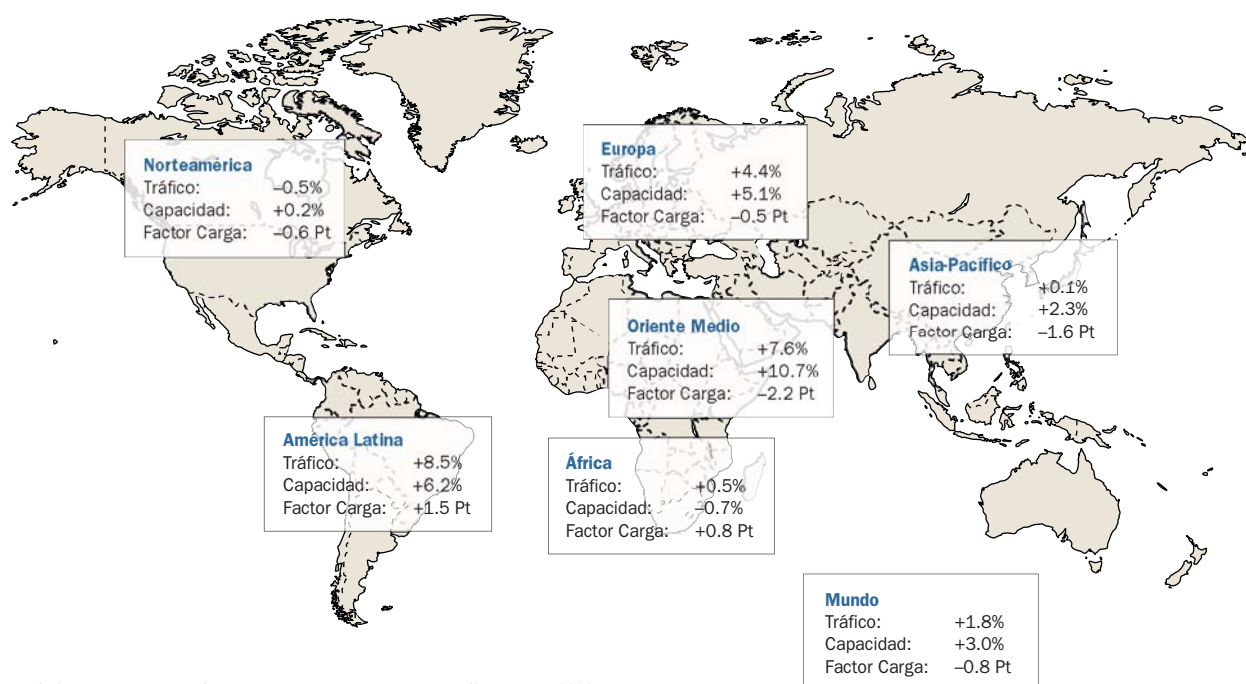 Norteamérica
Tráfico: –0.5%
Capacidad: +0.2%
Factor Carga: –0.6 Pt
Europa
Tráfico: +4.4%
Capacidad: +5.1%
Factor Carga: –0.5 Pt
Asia-Pacífico
Tráfico: +0.1%
Capacidad: +2.3%
Factor Carga: –1.6 Pt
Oriente Medio
Tráfico: +7.6%
Capacidad: +10.7%
Factor Carga: –2.2 Pt
América Latina
Tráfico: +8.5%
Capacidad: +6.2%
Factor Carga: +1.5 Pt
África
Tráfico: +0.5%
Capacidad: –0.7%
Factor Carga: +0.8 Pt
Mundo
Tráfico: +1.8%
Capacidad: +3.0%
Factor Carga: –0.8 Pt